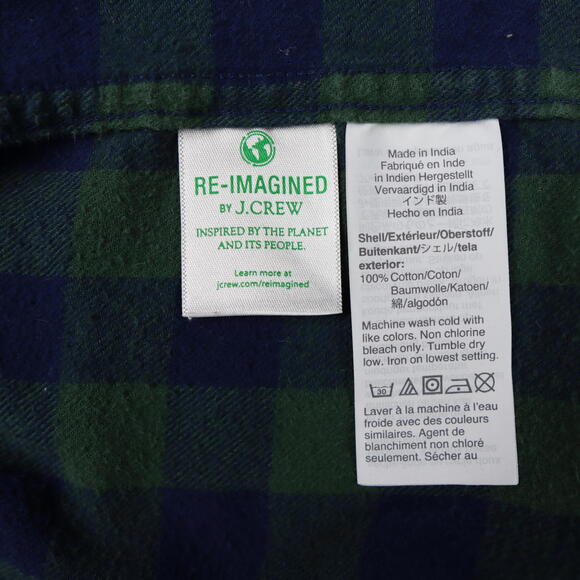 RE-IMAGINED
BY J.CREW
INSPIRED BY THE PLANET
AND ITS PEOPLE.
Learn more at
jcrew.com/reimagined
Made in India
Fabriqué en Inde
in Indien Hergestellt
Vervaardigd in India
インド製
Hecho en India
Shell/Extérieur/Oberstoff/
Buitenkant/シェル/tela
exterior:
100% Cotton/Coton/
Baumwolle/Katoen/
綿/algodón
Machine wash cold with
like colors. Non chlorine
bleach only. Tumble dry
low. Iron on lowest setting.
30
Laver à la machine à l'eau
froide avec des couleurs
similaires. Agent de
blanchiment non chloré
seulement. Sécher au